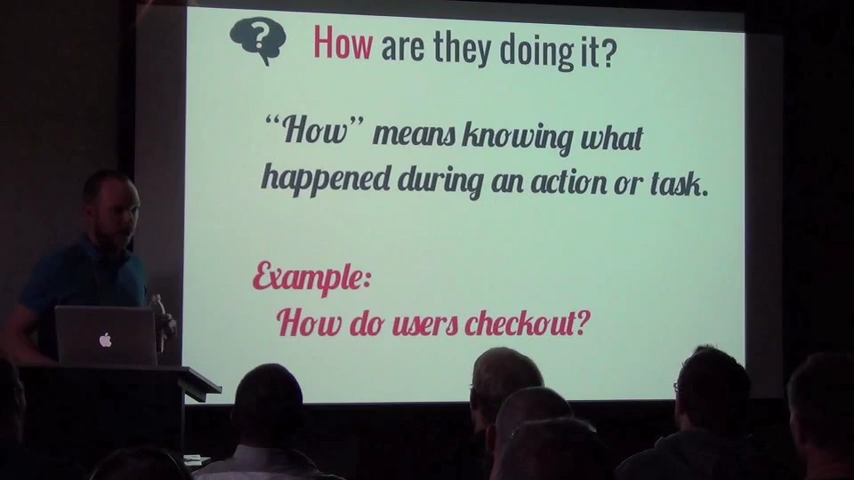 ?
How are they doing it?
“How” means knowing what
happened during an action or task.
Example:
How do users checkout?